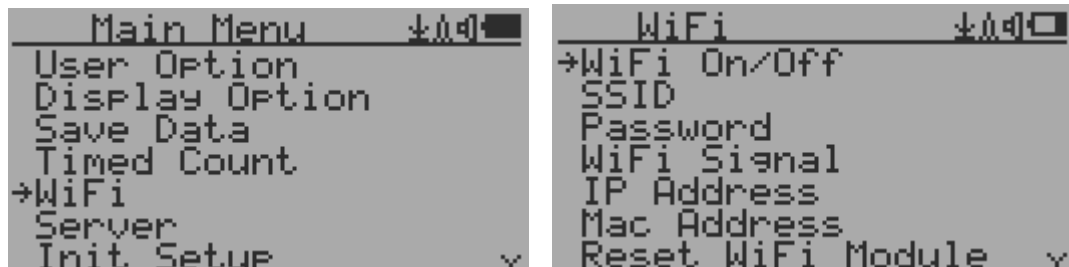 Main Menu
User Option
Display Option
Save Data
Timed Count
→WiFi
Server
Init Setup
WiFi
→WiFi On/Off
SSID
Password
WiFi Signal
IP Address
Mac Address
Reset WiFi Module